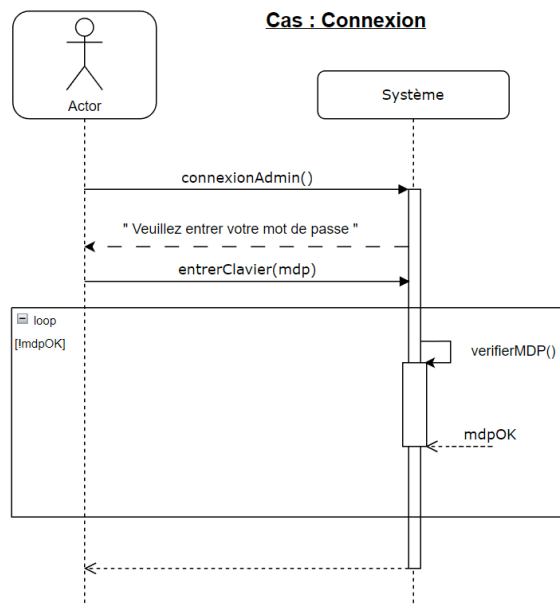 Cas : Connexion
Actor
Système
connexionAdmin()
" Veuillez entrer votre mot de passe "
entrerClavier(mdp)
loop
[!mdpOK]
verifierMDP()
mdpOK